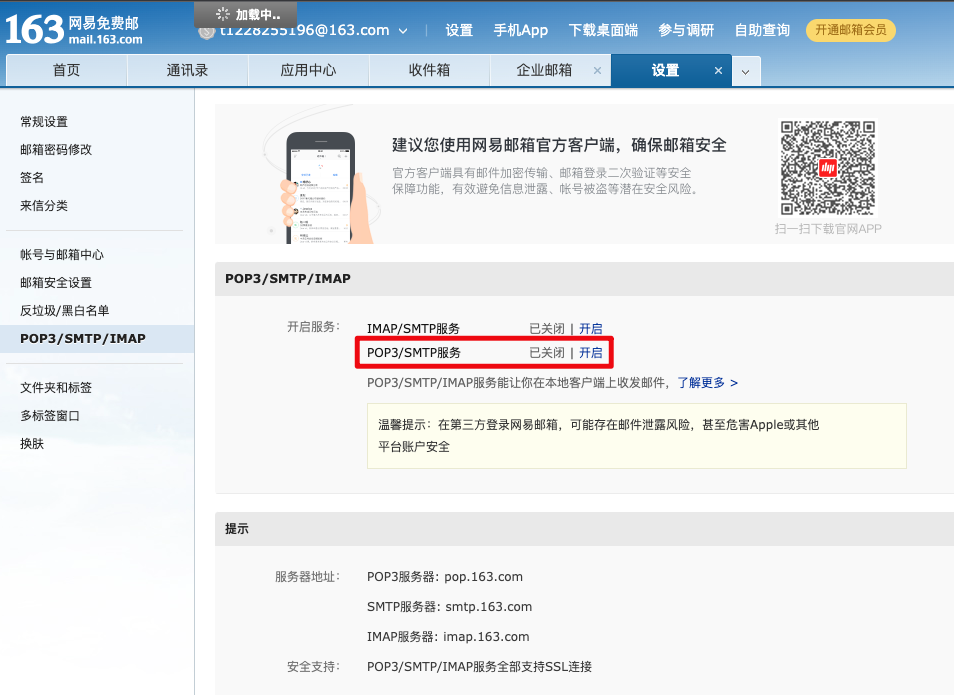 163 网易免费邮
mail.163.com
加载中..
t1228255196@163.com
设置
手机App
下载桌面端
参与调研
自助查询
开通邮箱会员
首页
通讯录
应用中心
收件箱
企业邮箱 ×
设置 ×
常规设置
邮箱密码修改
签名
来信分类
帐号与邮箱中心
邮箱安全设置
反垃圾/黑白名单
POP3/SMTP/IMAP
文件夹和标签
多标签窗口
换肤
建议您使用网易邮箱官方客户端，确保邮箱安全
官方客户端具有邮件加密传输、邮箱登录二次验证等安全
保障功能，有效避免信息泄露、帐号被盗等潜在安全风险。
扫一扫下载官网APP
POP3/SMTP/IMAP
开启服务： IMAP/SMTP服务 已关闭 | 开启
POP3/SMTP服务 已关闭 | 开启
POP3/SMTP/IMAP服务能让你在本地客户端上收发邮件，了解更多 >
温馨提示：在第三方登录网易邮箱，可能存在邮件泄露风险，甚至危害Apple或其他
平台账户安全
提示
服务器地址： POP3服务器: pop.163.com
SMTP服务器: smtp.163.com
IMAP服务器: imap.163.com
安全支持： POP3/SMTP/IMAP服务全部支持SSL连接